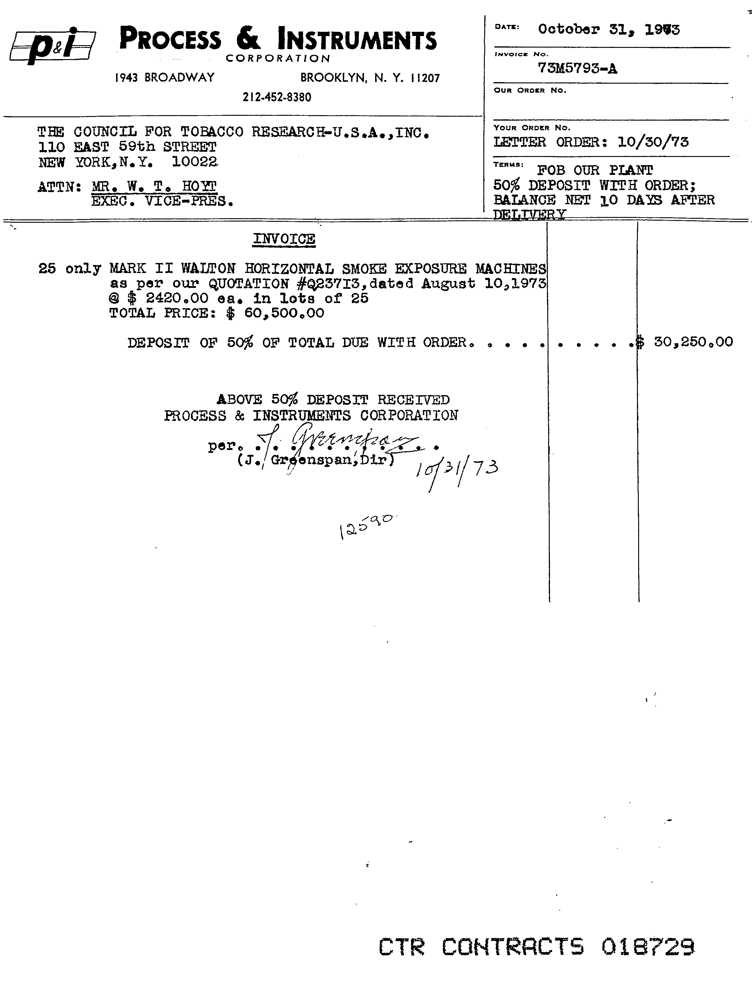 p&i PROCESS & INSTRUMENTS
CORPORATION
1943 BROADWAY BROOKLYN, N. Y. 11207
212-452-8380
DATE: October 31, 1973
INVOICE No.
73M5793-A
OUR ORDER No.
THE COUNCIL FOR TOBACCO RESEARCH-U.S.A., INC.
110 EAST 59th STREET
NEW YORK, N.Y. 10022
ATTN: MR. W. T. HOYT
EXEC. VICE-PRES.
YOUR ORDER No.
LETTER ORDER: 10/30/73
TERMS: FOB OUR PLANT
50% DEPOSIT WITH ORDER;
BALANCE NET 10 DAYS AFTER
DELIVERY
INVOICE
25 only MARK II WALTON HORIZONTAL SMOKE EXPOSURE MACHINES
as per our QUOTATION #Q237I3, dated August 10, 1973
@ $ 2420.00 ea. in lots of 25
TOTAL PRICE: $ 60,500.00
DEPOSIT OF 50% OF TOTAL DUE WITH ORDER. . . . . . . . . . $ 30,250.00
ABOVE 50% DEPOSIT RECEIVED
PROCESS & INSTRUMENTS CORPORATION
per. J. Greenspan
(J. Greenspan, Dir)
10/31/73
12590
CTR CONTRACTS 018729